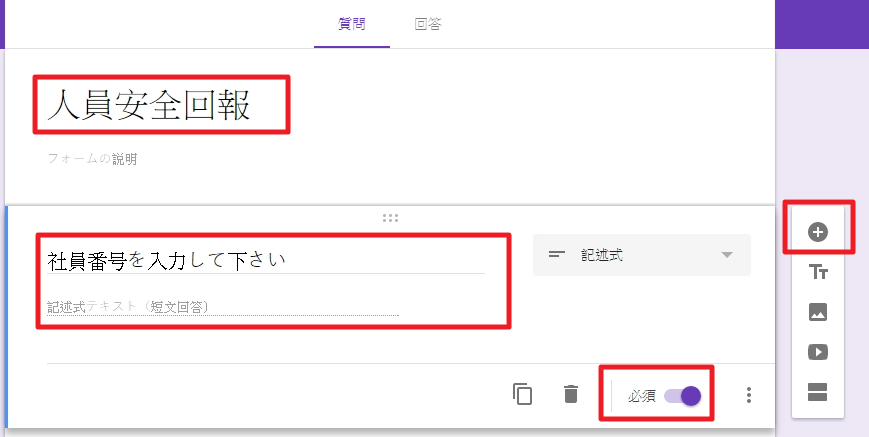 質問 回答
人員安全回報
フォームの説明
社員番号を入力して下さい
記述式
記述式テキスト（短文回答）
必須